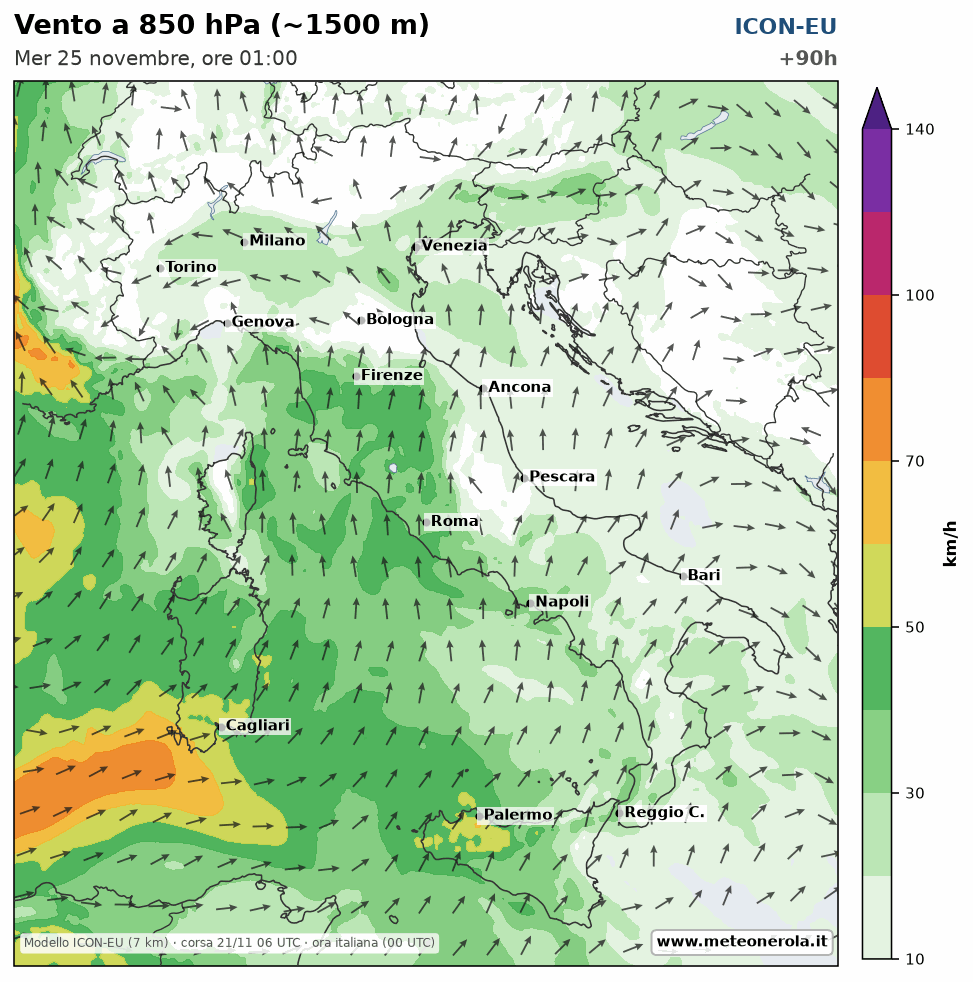 Vento a 850 hPa (~1500 m)
ICON-EU
Mer 25 novembre, ore 01:00
+90h
140
100
70
50
30
10
km/h
Milano
Venezia
Torino
Genova
Bologna
Firenze
Ancona
Pescara
Roma
Bari
Napoli
Cagliari
Palermo
Reggio C.
Modello ICON-EU (7 km) · corsa 21/11 06 UTC · ora italiana (00 UTC)
www.meteonerola.it